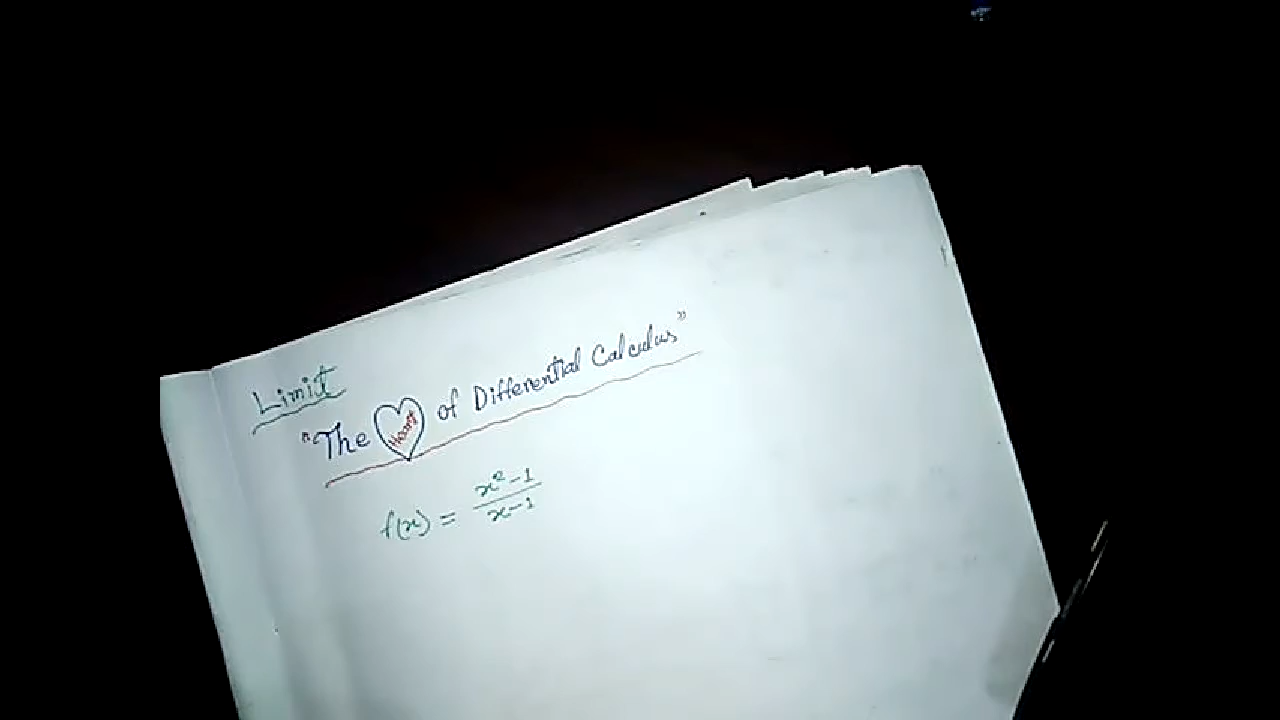 Limit
"The Heart of Differential Calculus"
f(x) = x² - 1 / x - 1